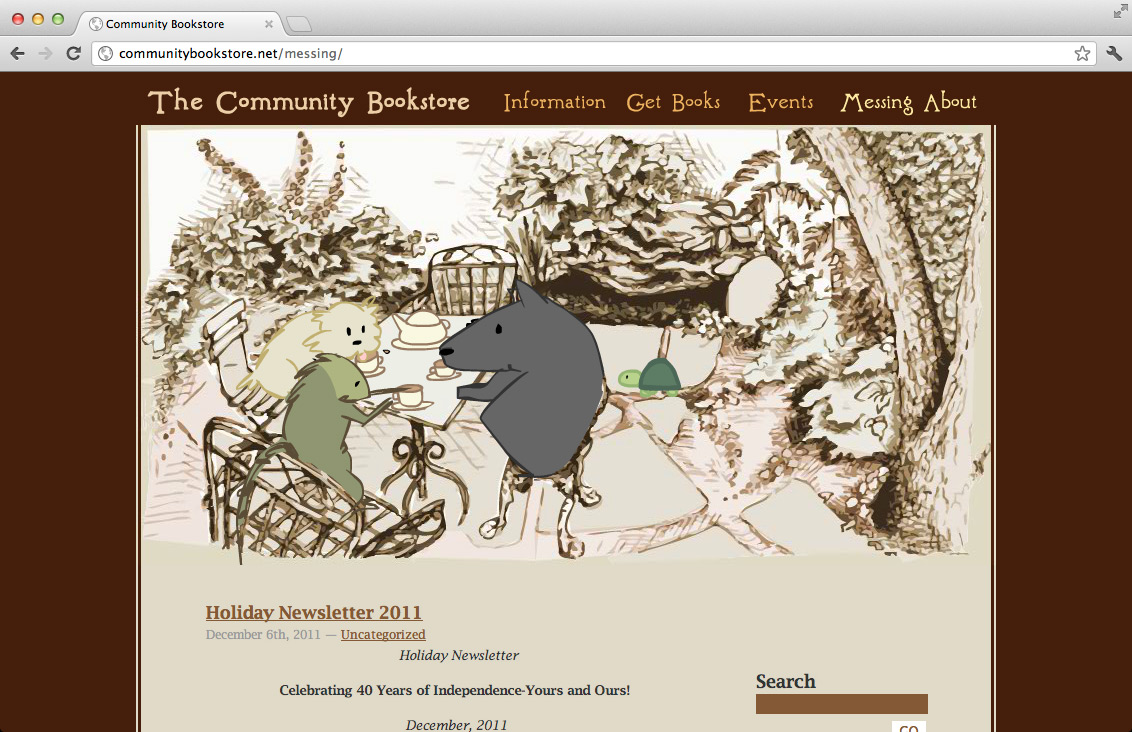 Community Bookstore
communitybookstore.net/messing/
The Community Bookstore Information Get Books Events Messing About
Holiday Newsletter 2011
December 6th, 2011 — Uncategorized
Holiday Newsletter
Celebrating 40 Years of Independence-Yours and Ours!
December, 2011
Search
GO